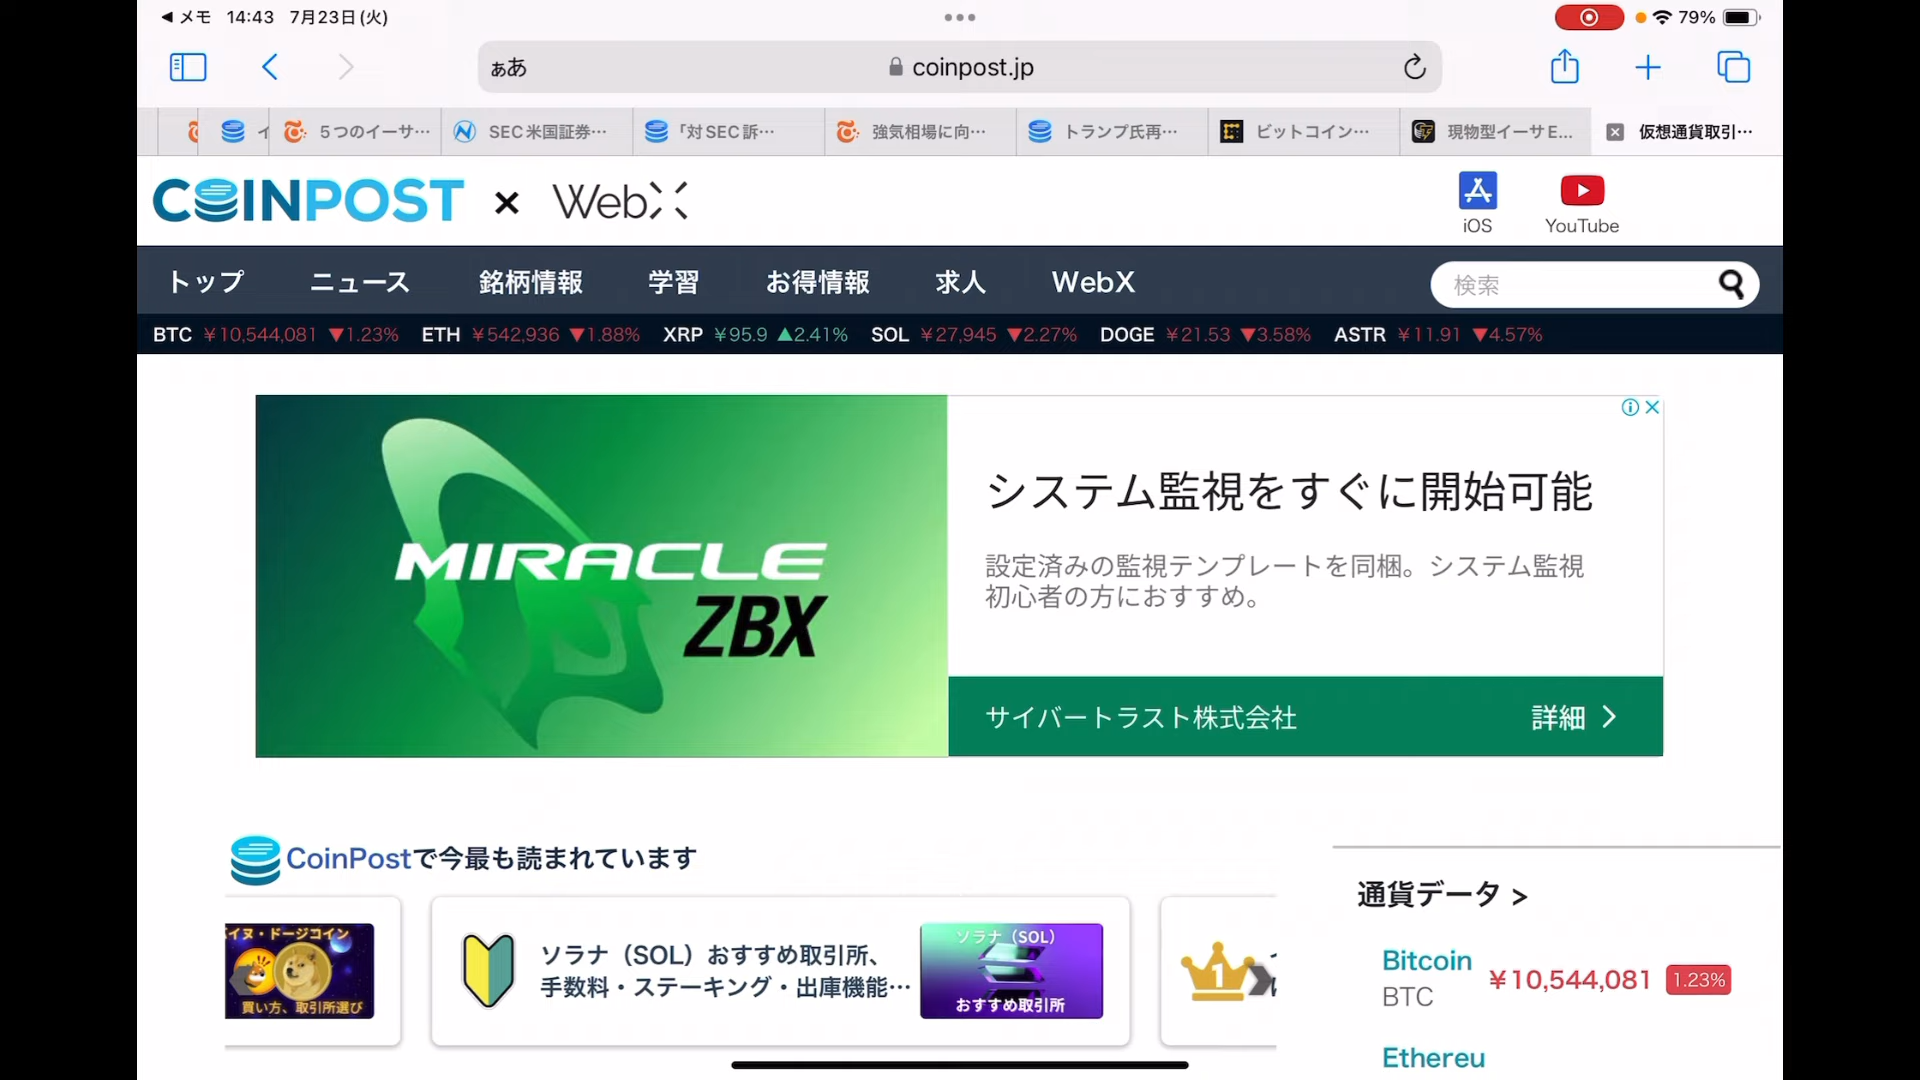 ◀メモ 14:43 7月23日(火)
79%
ぁあ
coinpost.jp
５つのイーサ…
SEC米国証券…
「対SEC訴…
強気相場に向…
トランプ氏再…
ビットコイン…
現物型イーサE...
仮想通貨取引…
COINPOST × WebX
iOS
YouTube
トップ ニュース 銘柄情報 学習 お得情報 求人 WebX
検索
BTC ￥10,544,081 ▼1.23% ETH ￥542,936 ▼1.88% XRP ￥95.9 ▲2.41% SOL ￥27,945 ▼2.27% DOGE ￥21.53 ▼3.58% ASTR ￥11.91 ▼4.57%
MIRACLE
ZBX
システム監視をすぐに開始可能
設定済みの監視テンプレートを同梱。システム監視
初心者の方におすすめ。
サイバートラスト株式会社
詳細 >
CoinPostで今最も読まれています
イヌ・ドージコイン
買い方、取引所選び
ソラナ（SOL）おすすめ取引所、
手数料・ステーキング・出庫機能…
ソラナ（SOL）
おすすめ取引所
1
通貨データ >
Bitcoin
BTC
￥10,544,081
1.23%
Ethereu